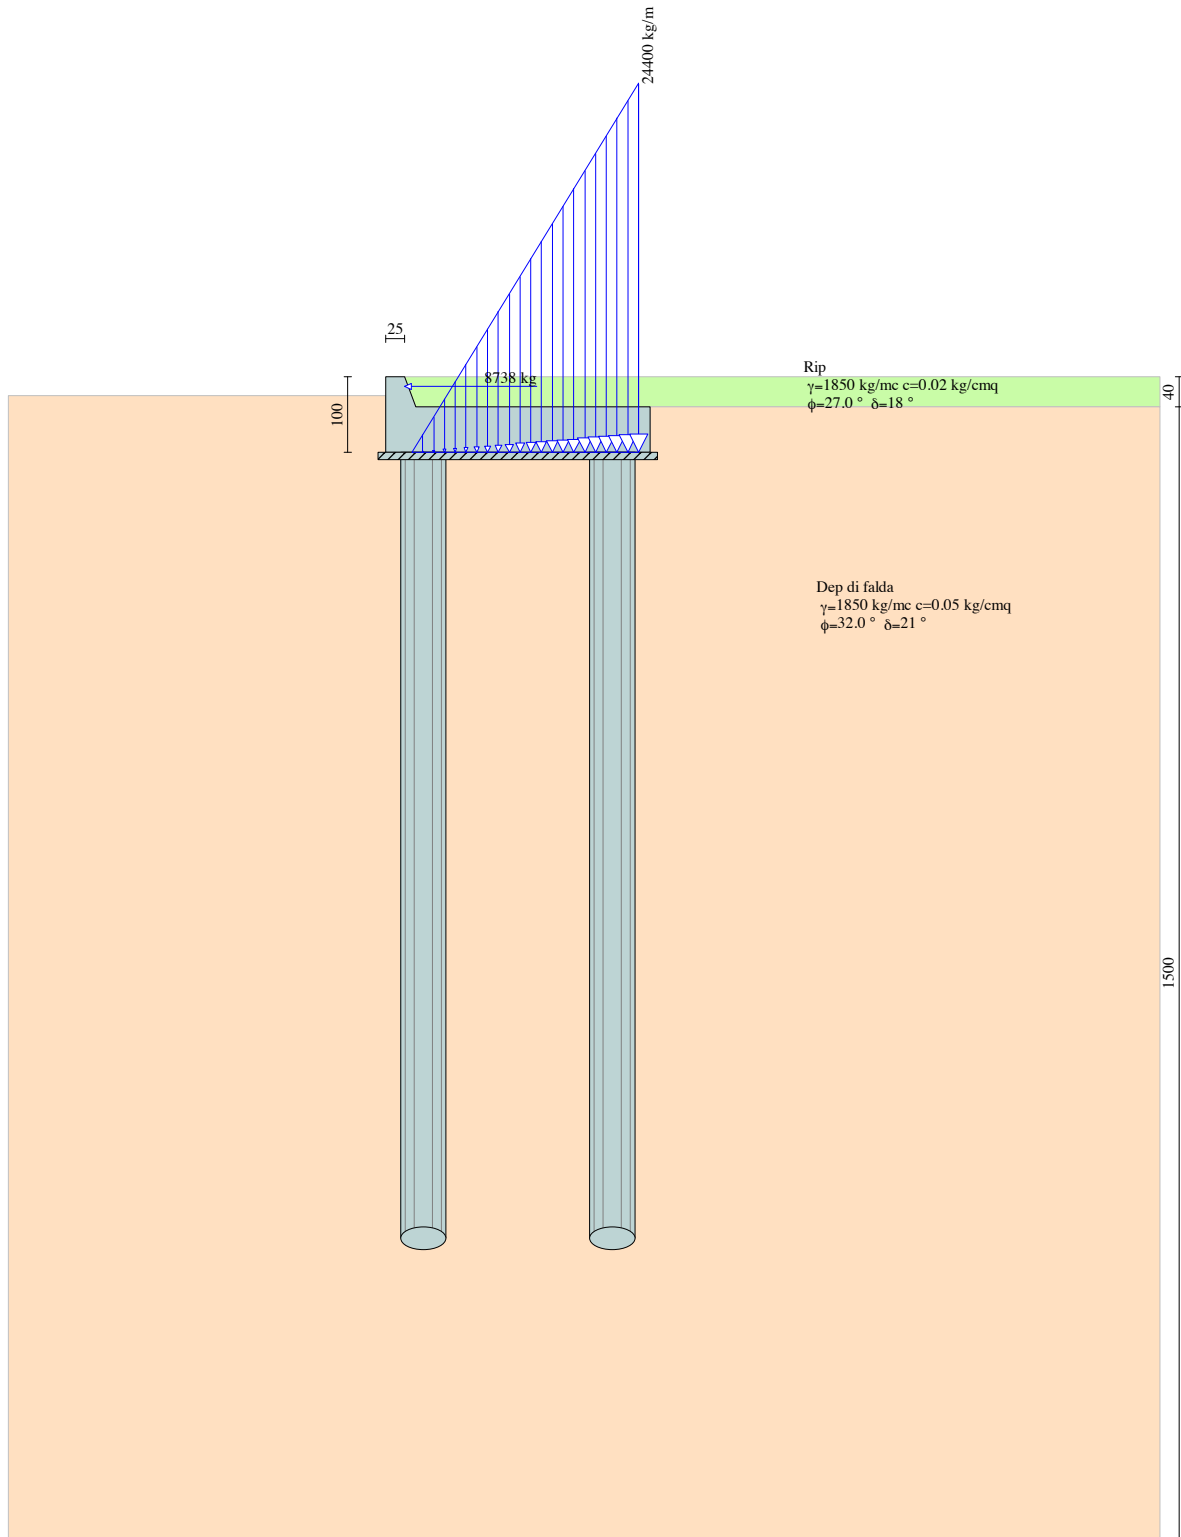 24400 kg/m
25
8738 kg
100
Rip
γ=1850 kg/mc c=0.02 kg/cmq
ϕ=27.0 ° δ=18 °
40
Dep di falda
γ=1850 kg/mc c=0.05 kg/cmq
ϕ=32.0 ° δ=21 °
1500